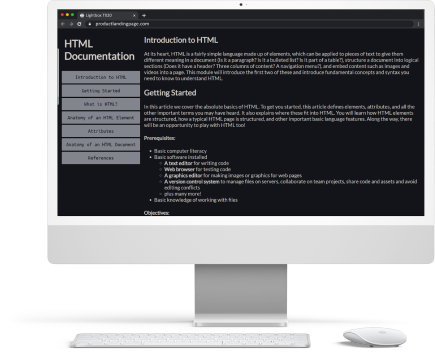 Lightbox TX20
productlandingpage.com
HTML
Documentation
Introduction to HTML
Getting Started
What is HTML?
Anatomy of an HTML Element
Attributes
Anatomy of an HTML Document
References
Introduction to HTML
At its heart, HTML is a fairly simple language made up of elements, which can be applied to pieces of text to give them
different meaning in a document (Is it a paragraph? Is it a bulleted list? Is it part of a table?), structure a document into logical
sections (Does it have a header? Three columns of content? A navigation menu?), and embed content such as images and
videos into a page. This module will introduce the first two of these and introduce fundamental concepts and syntax you
need to know to understand HTML.
Getting Started
In this article we cover the absolute basics of HTML. To get you started, this article defines elements, attributes, and all the
other important terms you may have heard. It also explains where those fit into HTML. You will learn how HTML elements
are structured, how a typical HTML page is structured, and other important basic language features. Along the way, there
will be an opportunity to play with HTML too!
Prerequisites:
• Basic computer literacy
• Basic software installed
◦ A text editor for writing code
◦ Web browser for testing code
◦ A graphics editor for making images or graphics for web pages
◦ A version control system to manage files on servers, collaborate on team projects, share code and assets and avoid
editing conflicts
◦ plus many more!
• Basic knowledge of working with files
Objectives: